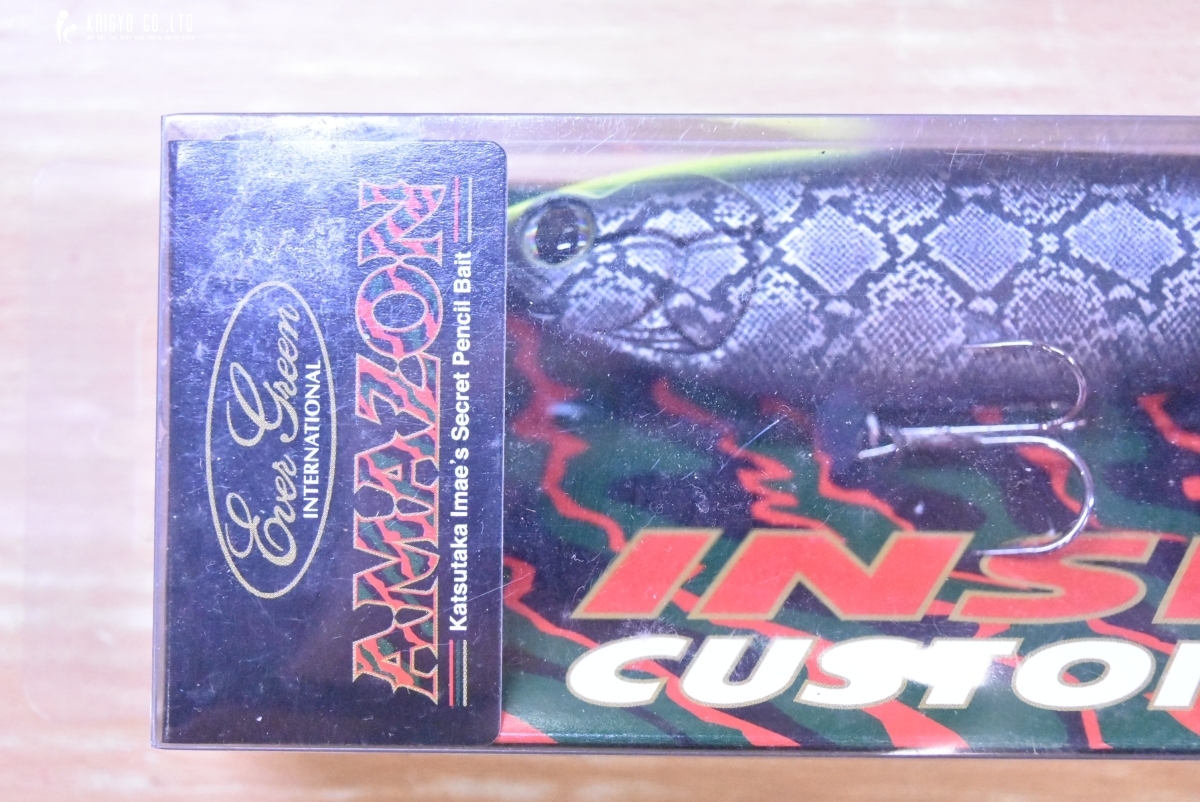 KAIGYO CO.,LTD
Ever Green
INTERNATIONAL
AMAZON
Katsutaka Imae's Secret Pencil Bait
INS
CUSTO